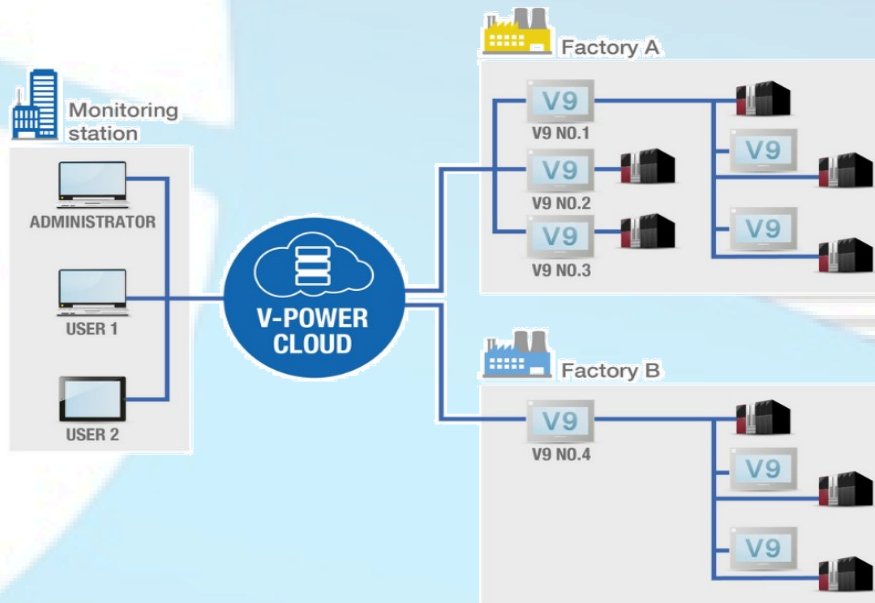 Monitoring
station
ADMINISTRATOR
USER 1
USER 2
V-POWER
CLOUD
Factory A
V9
V9 NO.1
V9
V9 NO.2
V9
V9 NO.3
V9
V9
Factory B
V9
V9 NO.4
V9
V9